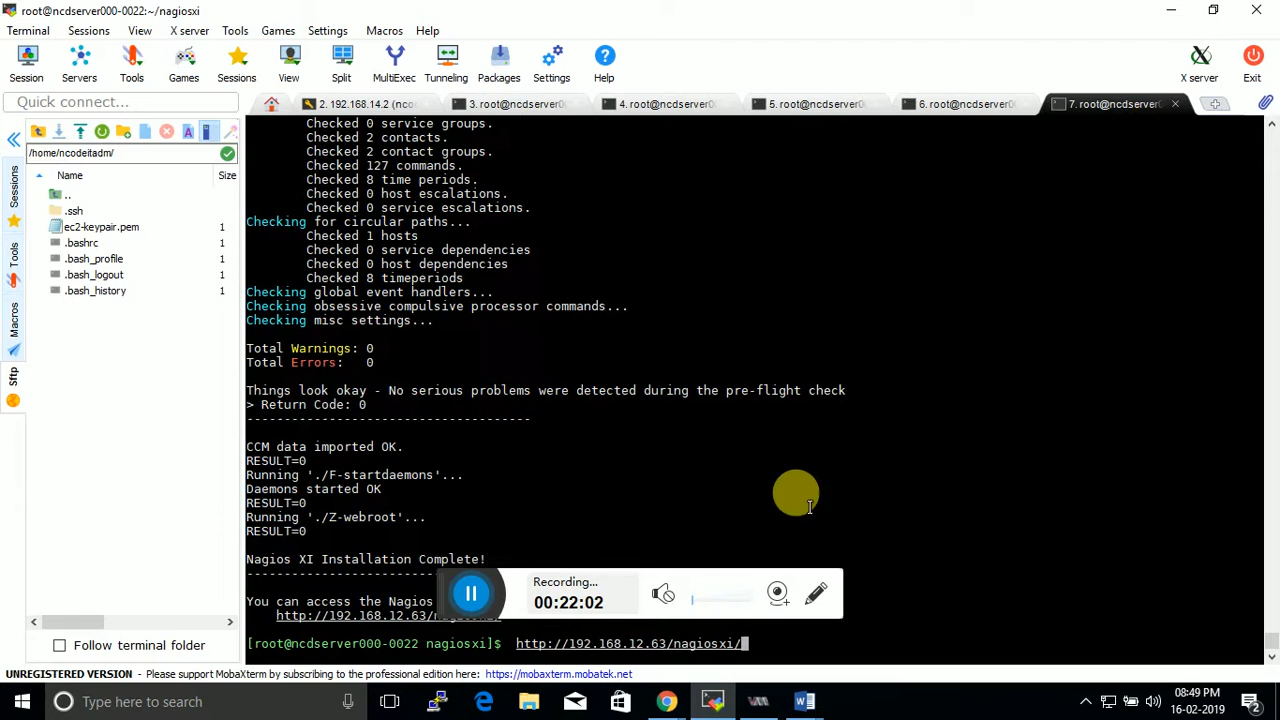 root@ncdserver000-0022:~/nagiosxi
Terminal Sessions View X server Tools Games Settings Macros Help
Session Servers Tools Games Sessions View Split MultiExec Tunneling Packages Settings Help X server Exit
Quick connect...
2. 192.168.14.2 (nco
3. root@ncdserver0
4. root@ncdserver0
5. root@ncdserver0
6. root@ncdserver0
7. root@ncdserver0
/home/ncodeitadm/
Name Size
..
.ssh
ec2-keypair.pem 1
.bashrc 1
.bash_profile 1
.bash_logout 1
.bash_history 1
Sessions
Tools
Macros
Sftp
Follow terminal folder
Checked 0 service groups.
Checked 2 contacts.
Checked 2 contact groups.
Checked 127 commands.
Checked 8 time periods.
Checked 0 host escalations.
Checked 0 service escalations.
Checking for circular paths...
Checked 1 hosts
Checked 0 service dependencies
Checked 0 host dependencies
Checked 8 timeperiods
Checking global event handlers...
Checking obsessive compulsive processor commands...
Checking misc settings...
Total Warnings: 0
Total Errors: 0
Things look okay - No serious problems were detected during the pre-flight check
> Return Code: 0
--------------------------------------
CCM data imported OK.
RESULT=0
Running './F-startdaemons'...
Daemons started OK
RESULT=0
Running './Z-webroot'...
RESULT=0
Nagios XI Installation Complete!
--------------------------
You can access the Nagios
http://192.168.12.63/nagiosxi/
[root@ncdserver000-0022 nagiosxi]$ http://192.168.12.63/nagiosxi/
Recording...
00:22:02
UNREGISTERED VERSION - Please support MobaXterm by subscribing to the professional edition here: https://mobaxterm.mobatek.net
Type here to search
08:49 PM
16-02-2019
2